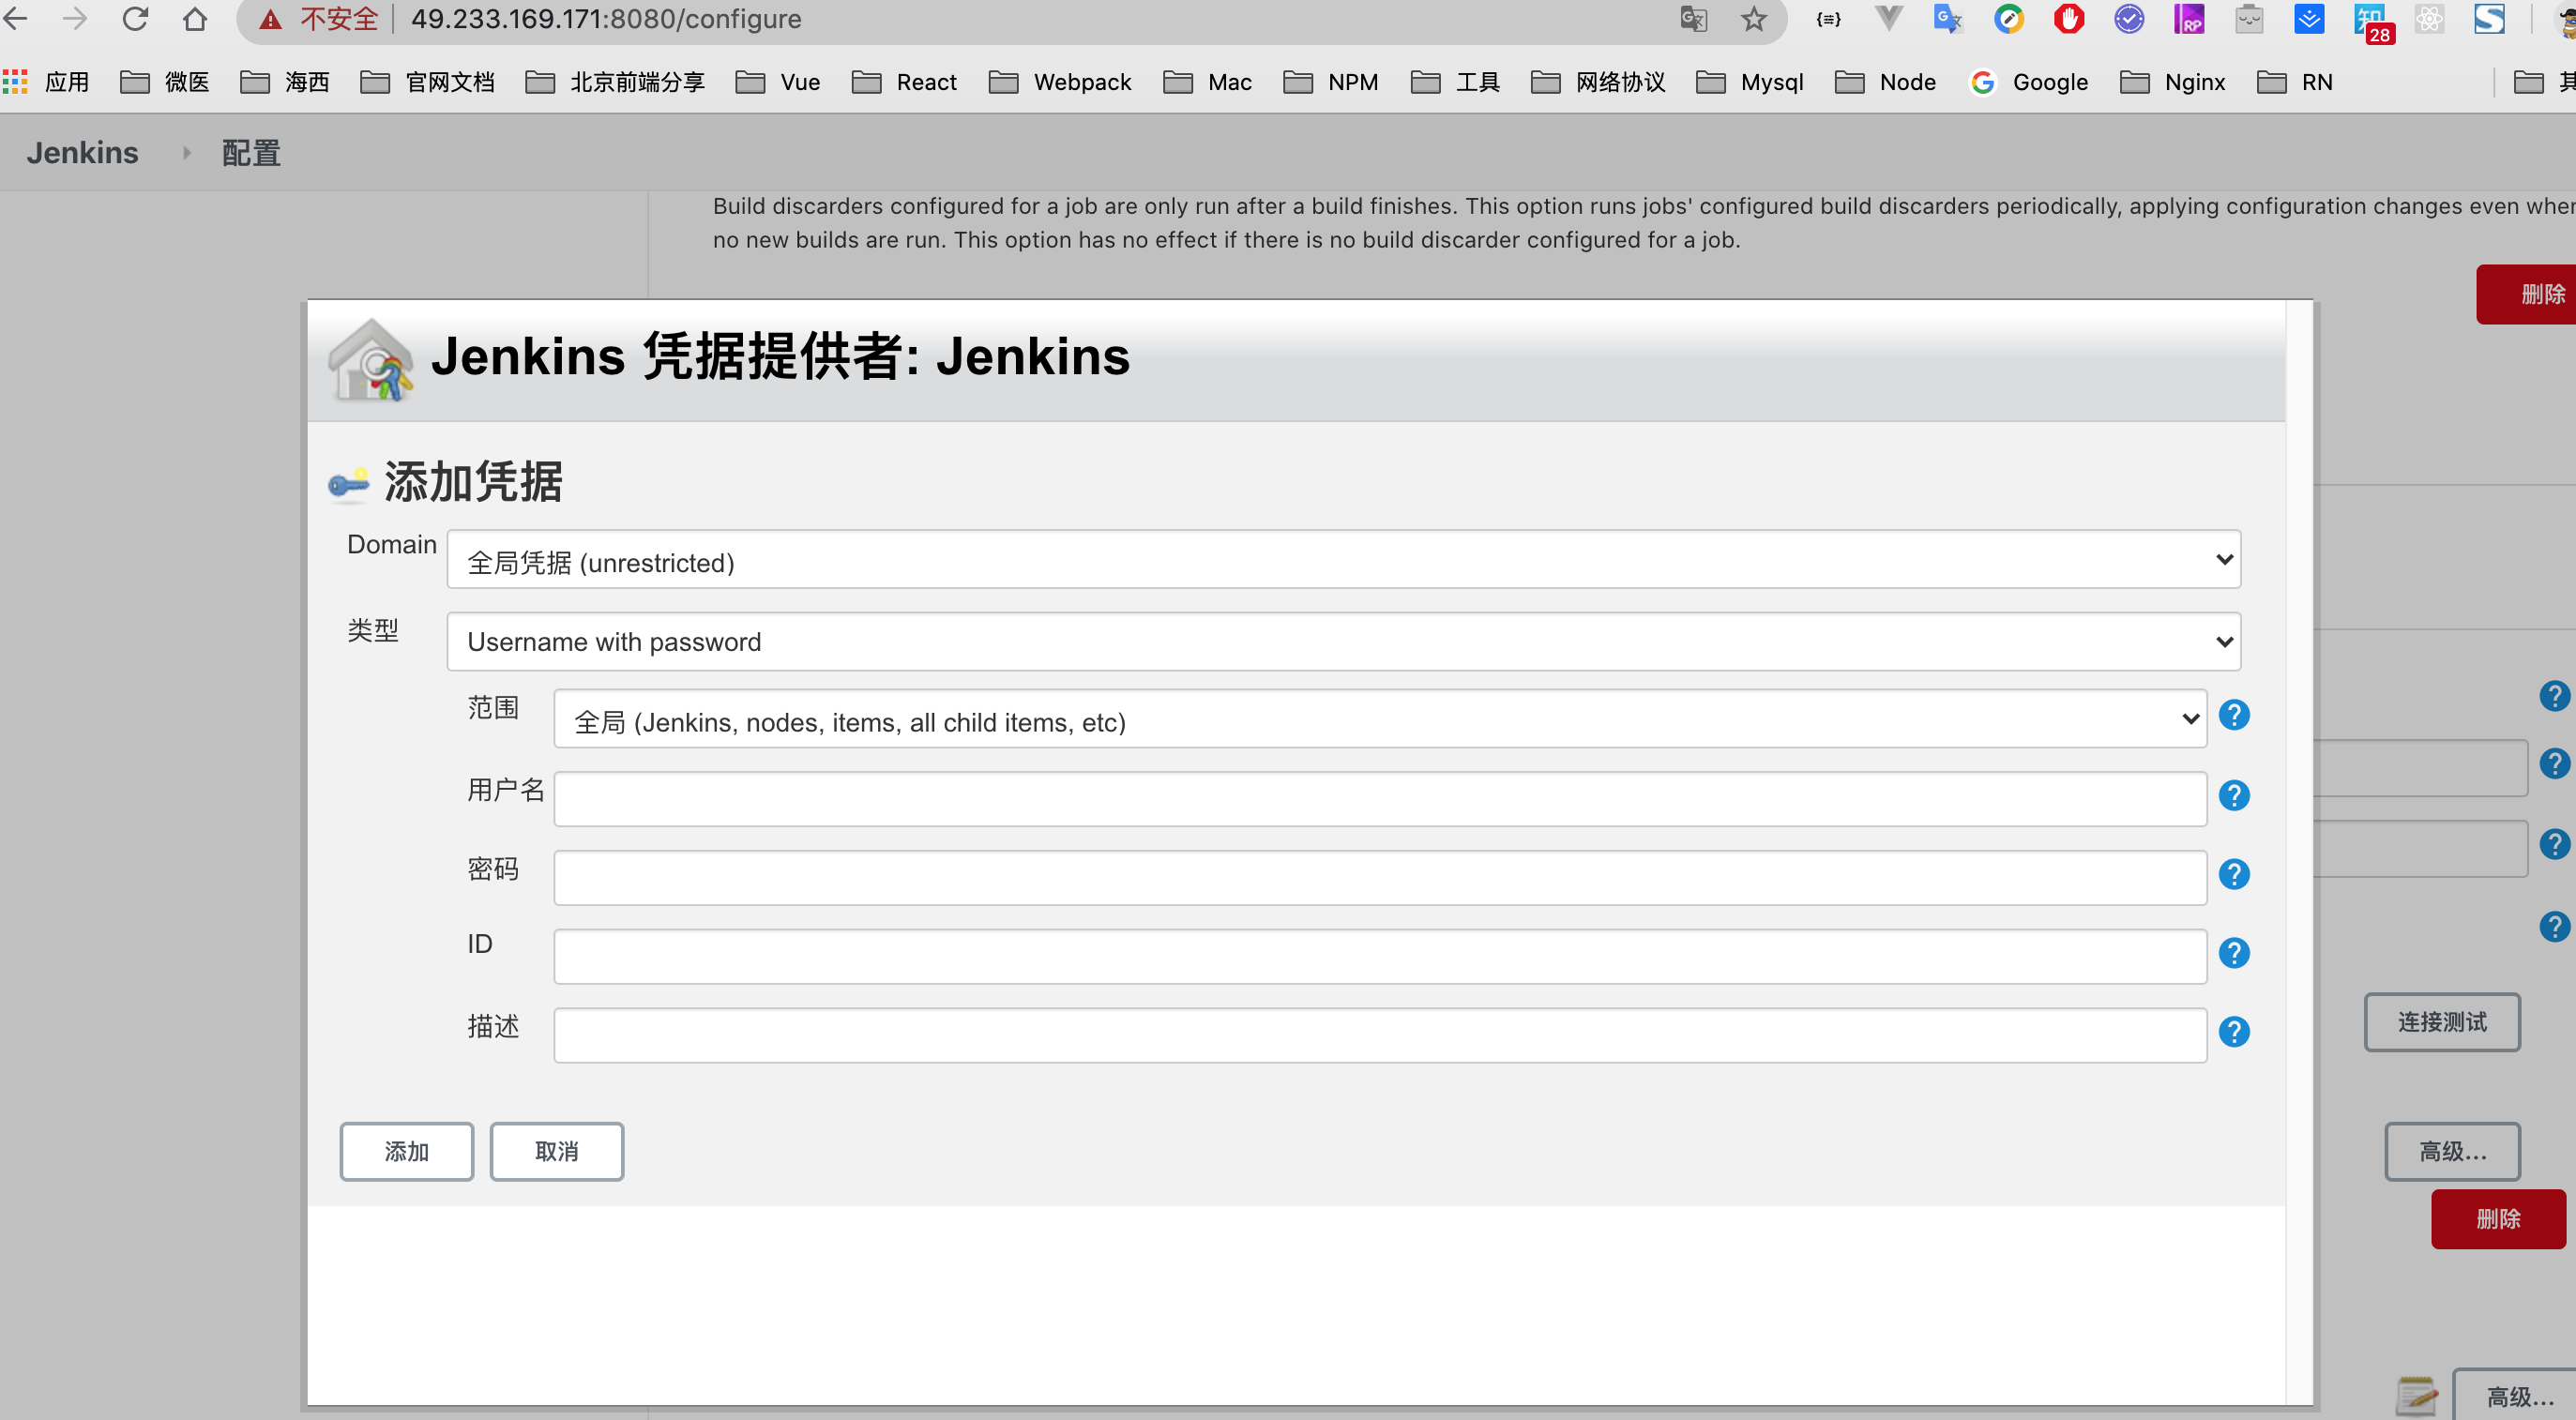 不安全 49.233.169.171:8080/configure
28
应用 微医 海西 官网文档 北京前端分享 Vue React Webpack Mac NPM 工具 网络协议 Mysql Node Google Nginx RN
Jenkins 配置
Build discarders configured for a job are only run after a build finishes. This option runs jobs' configured build discarders periodically, applying configuration changes even when
no new builds are run. This option has no effect if there is no build discarder configured for a job.
删除
Jenkins 凭据提供者: Jenkins
添加凭据
Domain 全局凭据 (unrestricted)
类型 Username with password
范围 全局 (Jenkins, nodes, items, all child items, etc)
用户名
密码
ID
描述
连接测试
添加 取消 高级...
删除
高级...